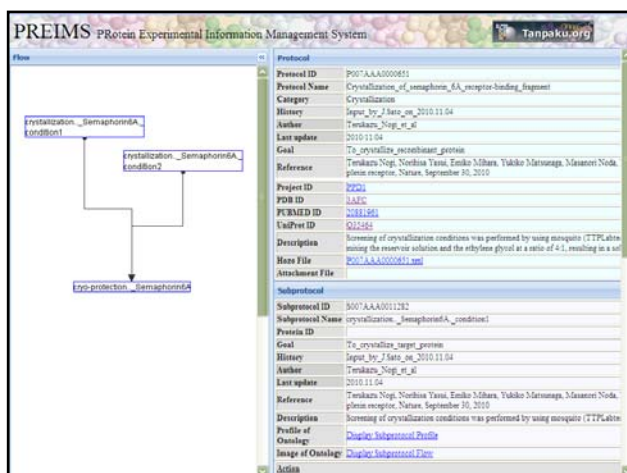 PREIMS PRotein Experimental Information Management System
Tanpaku.org
Flow
crystallization.._Semaphorin6A_
condition1
crystallization.._Semaphorin6A_
condition2
cryo-protection.._Semaphorin6A
Protocol
Protocol ID P007AAA0000651
Protocol Name Crystallization_of_semaphorin_6A_receptor-binding_fragment
Category Crystallization
History Input_by_J.Sato_on_2010.11.04
Author Terukazu_Nogi_et_al
Last update 2010.11.04
Goal To_crystallize_recombinant_protein
Reference Terukazu Nogi, Norihisa Yasui, Emiko Mihara, Yukiko Matsunaga, Masanori Noda,
plexin receptor, Nature, September 30, 2010
Project ID
PDB ID 3AFC
PUBMED ID 20881961
UniProt ID O35464
Description Screening of crystallization conditions was performed by using mosquito (TTPLabte
mixing the reservoir solution and the ethylene glycol at a ratio of 4:1, resulting in a sol
Hozo File P007AAA0000651.xml
Attachment File
Subprotocol
Subprotocol ID S007AAA0011282
Subprotocol Name crystallization.._Semaphorin6A._condition1
Protein ID
Goal To_crystallize_target_protein
History Input_by_J.Sato_on_2010.11.04
Author Terukazu_Nogi_et_al
Last update 2010.11.04
Reference Terukazu Nogi, Norihisa Yasui, Emiko Mihara, Yukiko Matsunaga, Masanori Noda, T
plexin receptor, Nature, September 30, 2010
Description Screening of crystallization conditions was performed by using mosquito (TTPLabte
Profile of
Ontology Display Subprotocol Profile
Image of Ontology Display Subprotocol Flow
Action